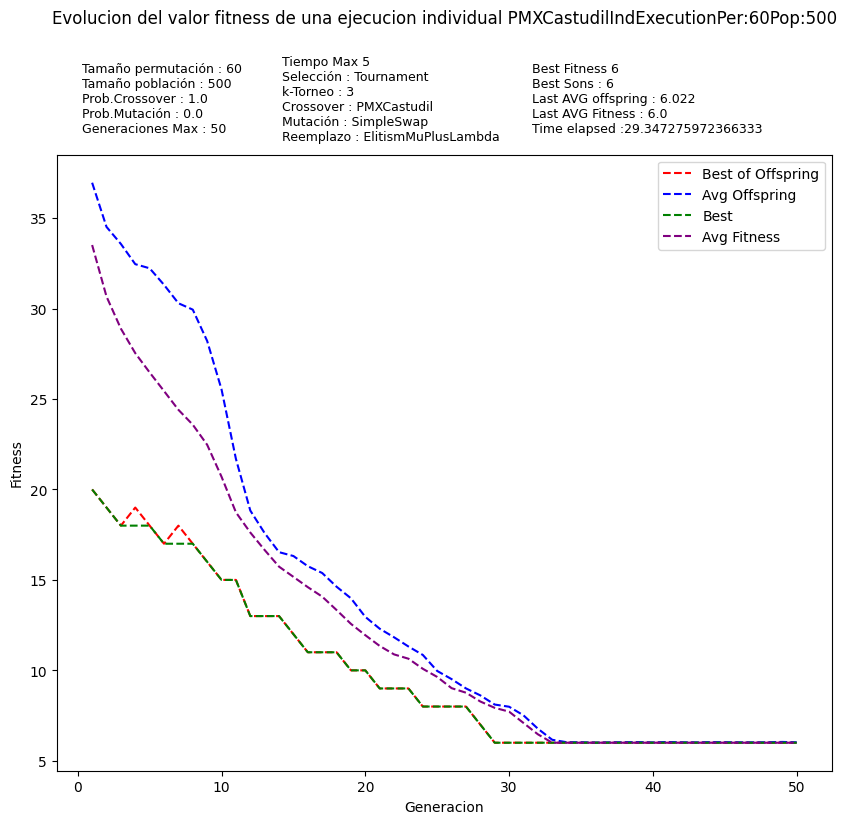 Evolucion del valor fitness de una ejecucion individual PMXCastudilIndExecutionPer:60Pop:500
Tamaño permutación : 60
Tamaño población : 500
Prob.Crossover : 1.0
Prob.Mutación : 0.0
Generaciones Max : 50
Tiempo Max 5
Selección : Tournament
k-Torneo : 3
Crossover : PMXCastudil
Mutación : SimpleSwap
Reemplazo : ElitismMuPlusLambda
Best Fitness 6
Best Sons : 6
Last AVG offspring : 6.022
Last AVG Fitness : 6.0
Time elapsed :29.347275972366333
Best of Offspring
Avg Offspring
Best
Avg Fitness
Fitness
35
30
25
20
15
10
5
0
10
20
30
40
50
Generacion